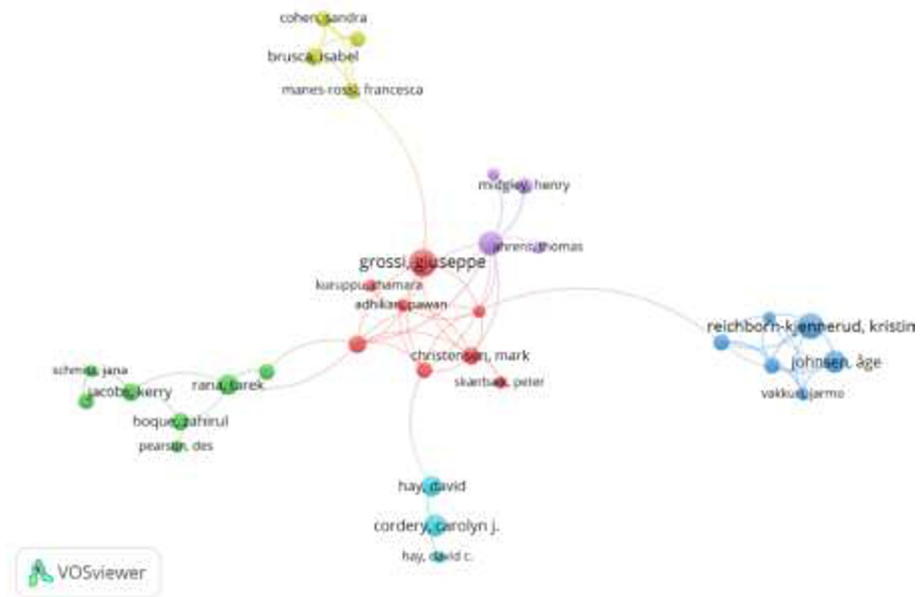 cohen, sandra
brusca, isabel
manes-rossi, francesca
midgley, henry
ahrens, thomas
grossi, giuseppe
kuruppu, chamara
adhikari, pawan
christensen, mark
skærbæk, peter
reichborn-kjennerud, kristin
johnsen, åge
vakkuri, jarmo
schmidt, jana
jacobs, kerry
rana, tarek
hoque, zahirul
pearson, des
hay, david
cordery, carolyn j.
hay, david c.
VOSviewer